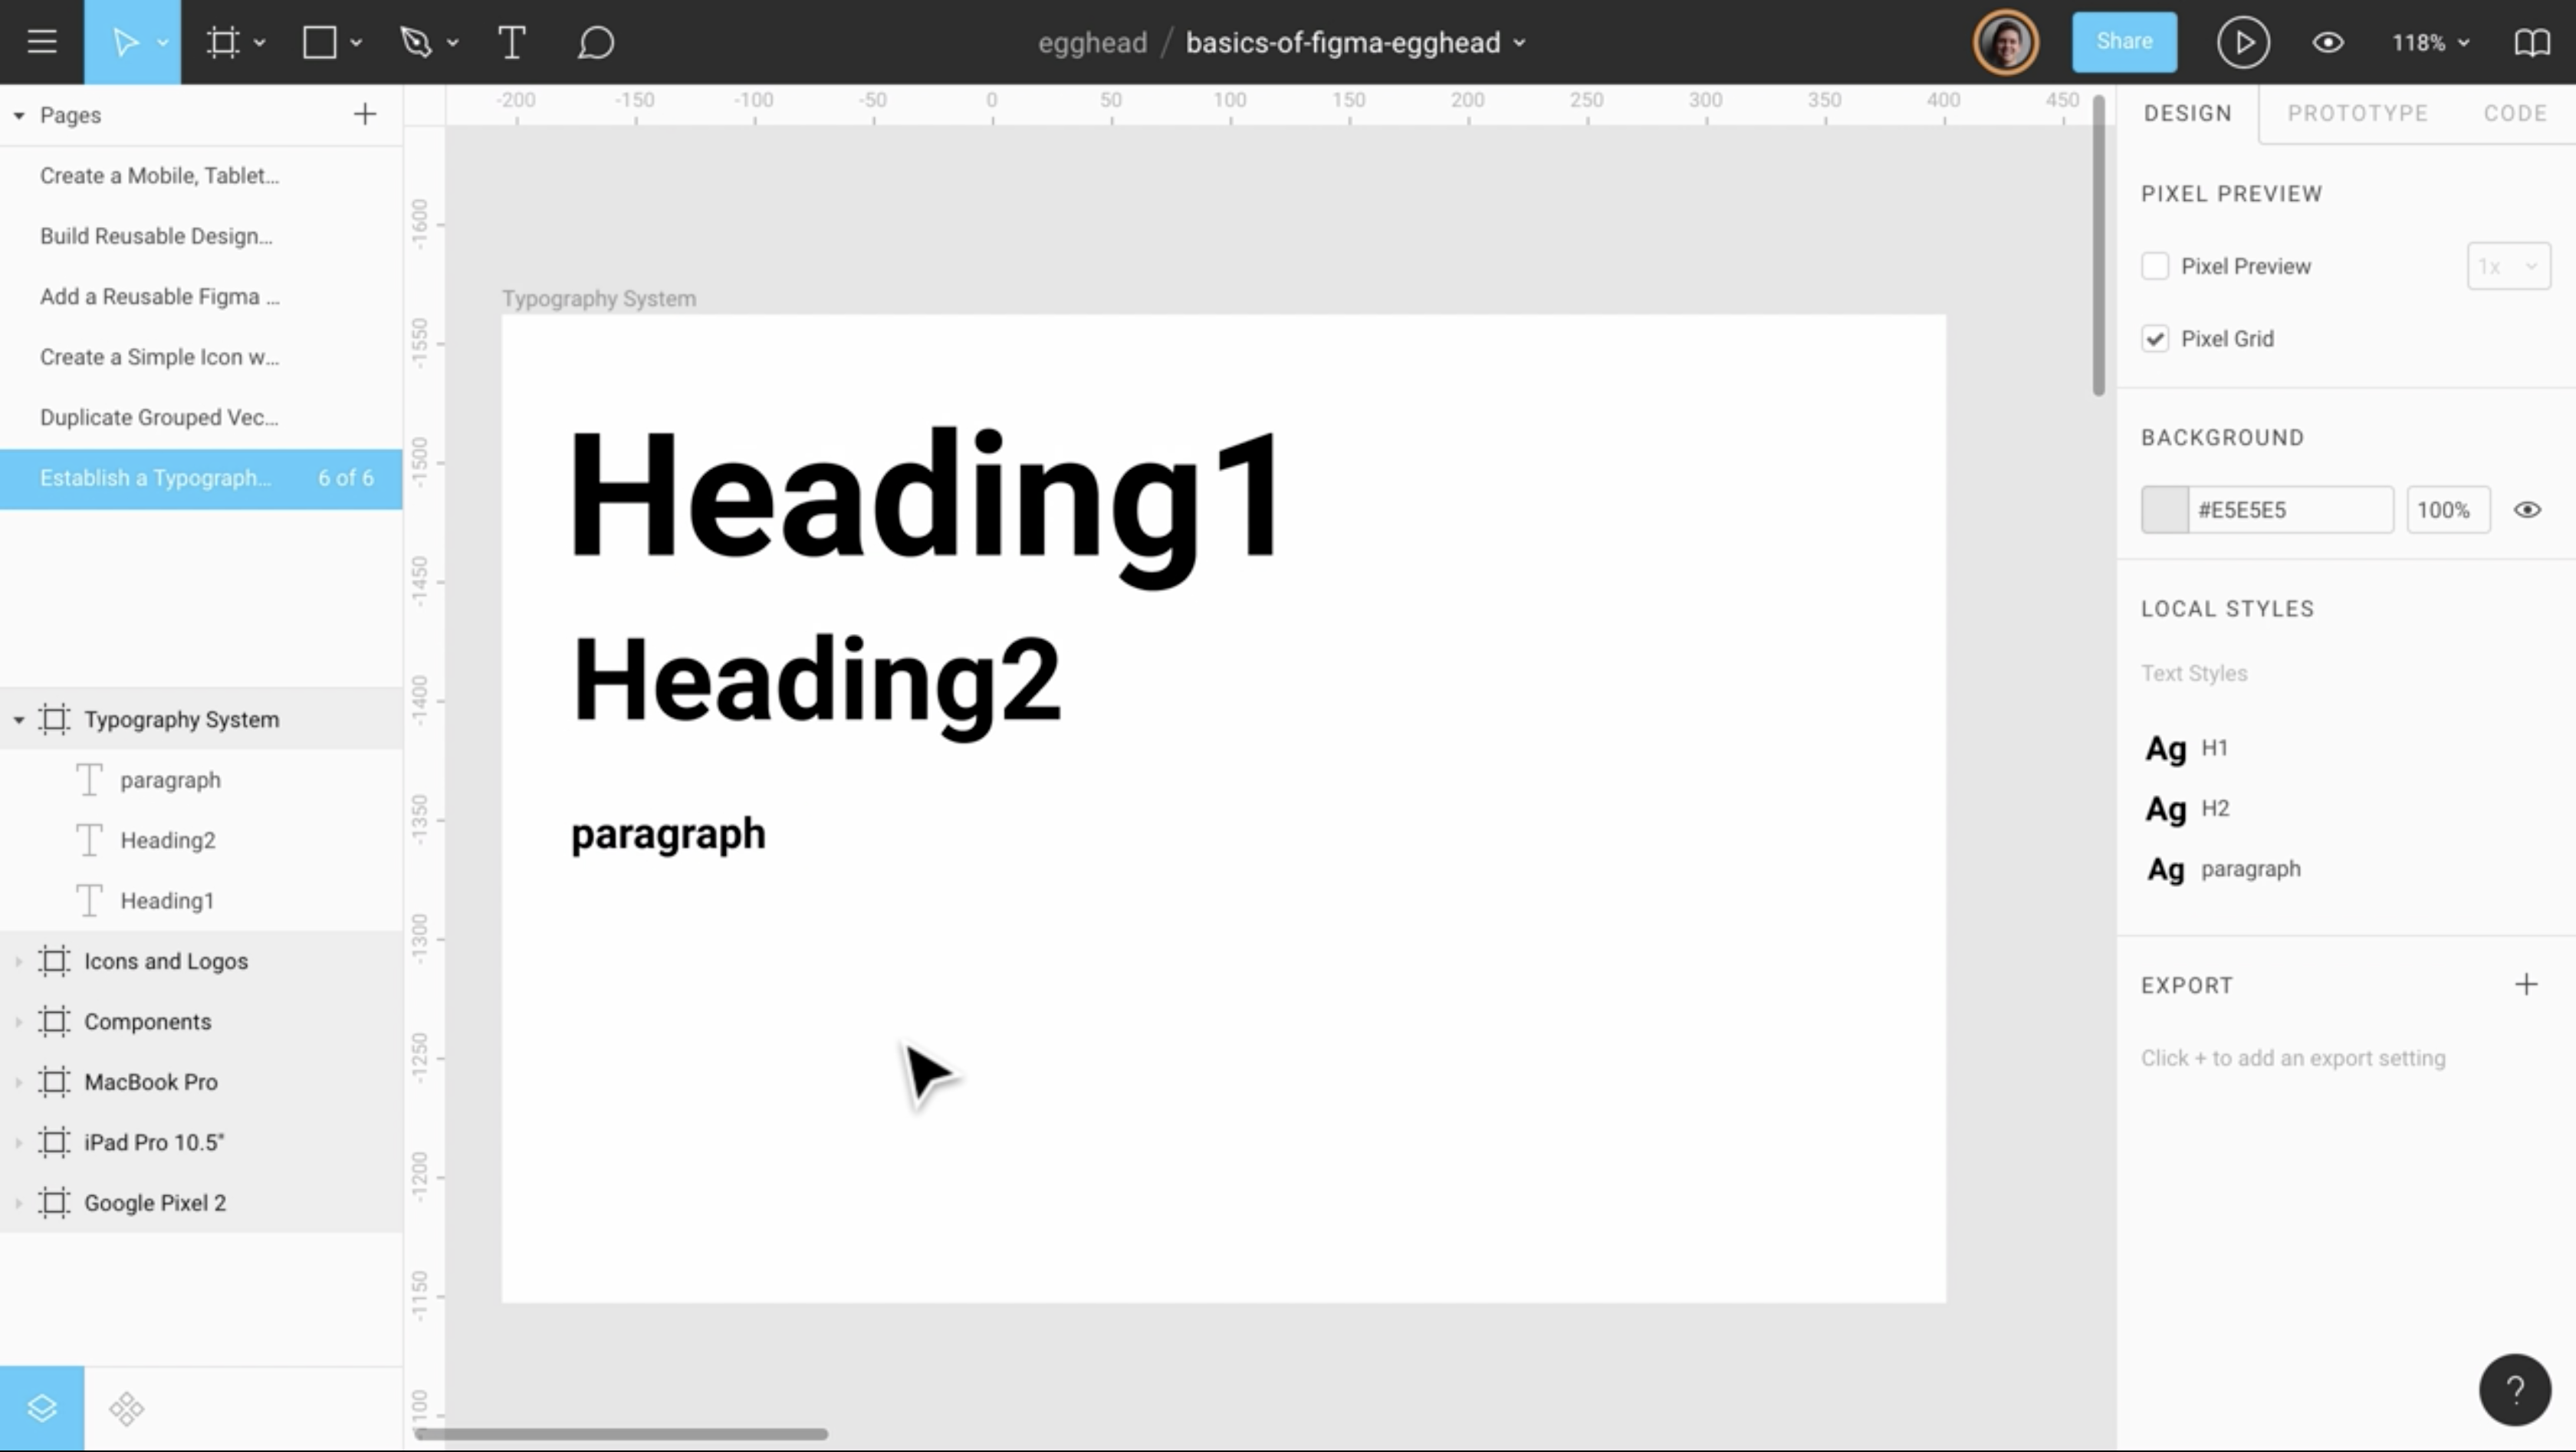 egghead / basics-of-figma-egghead
Share
118%
Pages
Create a Mobile, Tablet...
Build Reusable Design...
Add a Reusable Figma ...
Create a Simple Icon w...
Duplicate Grouped Vec...
Establish a Typograph... 6 of 6
Typography System
paragraph
Heading2
Heading1
Icons and Logos
Components
MacBook Pro
iPad Pro 10.5"
Google Pixel 2
-200 -150 -100 -50 0 50 100 150 200 250 300 350 400 450
-1600
-1550
-1500
-1450
-1400
-1350
-1300
-1250
-1200
-1150
Typography System
Heading1
Heading2
paragraph
DESIGN PROTOTYPE CODE
PIXEL PREVIEW
Pixel Preview 1x
Pixel Grid
BACKGROUND
#E5E5E5 100%
LOCAL STYLES
Text Styles
Ag H1
Ag H2
Ag paragraph
EXPORT
Click + to add an export setting
?